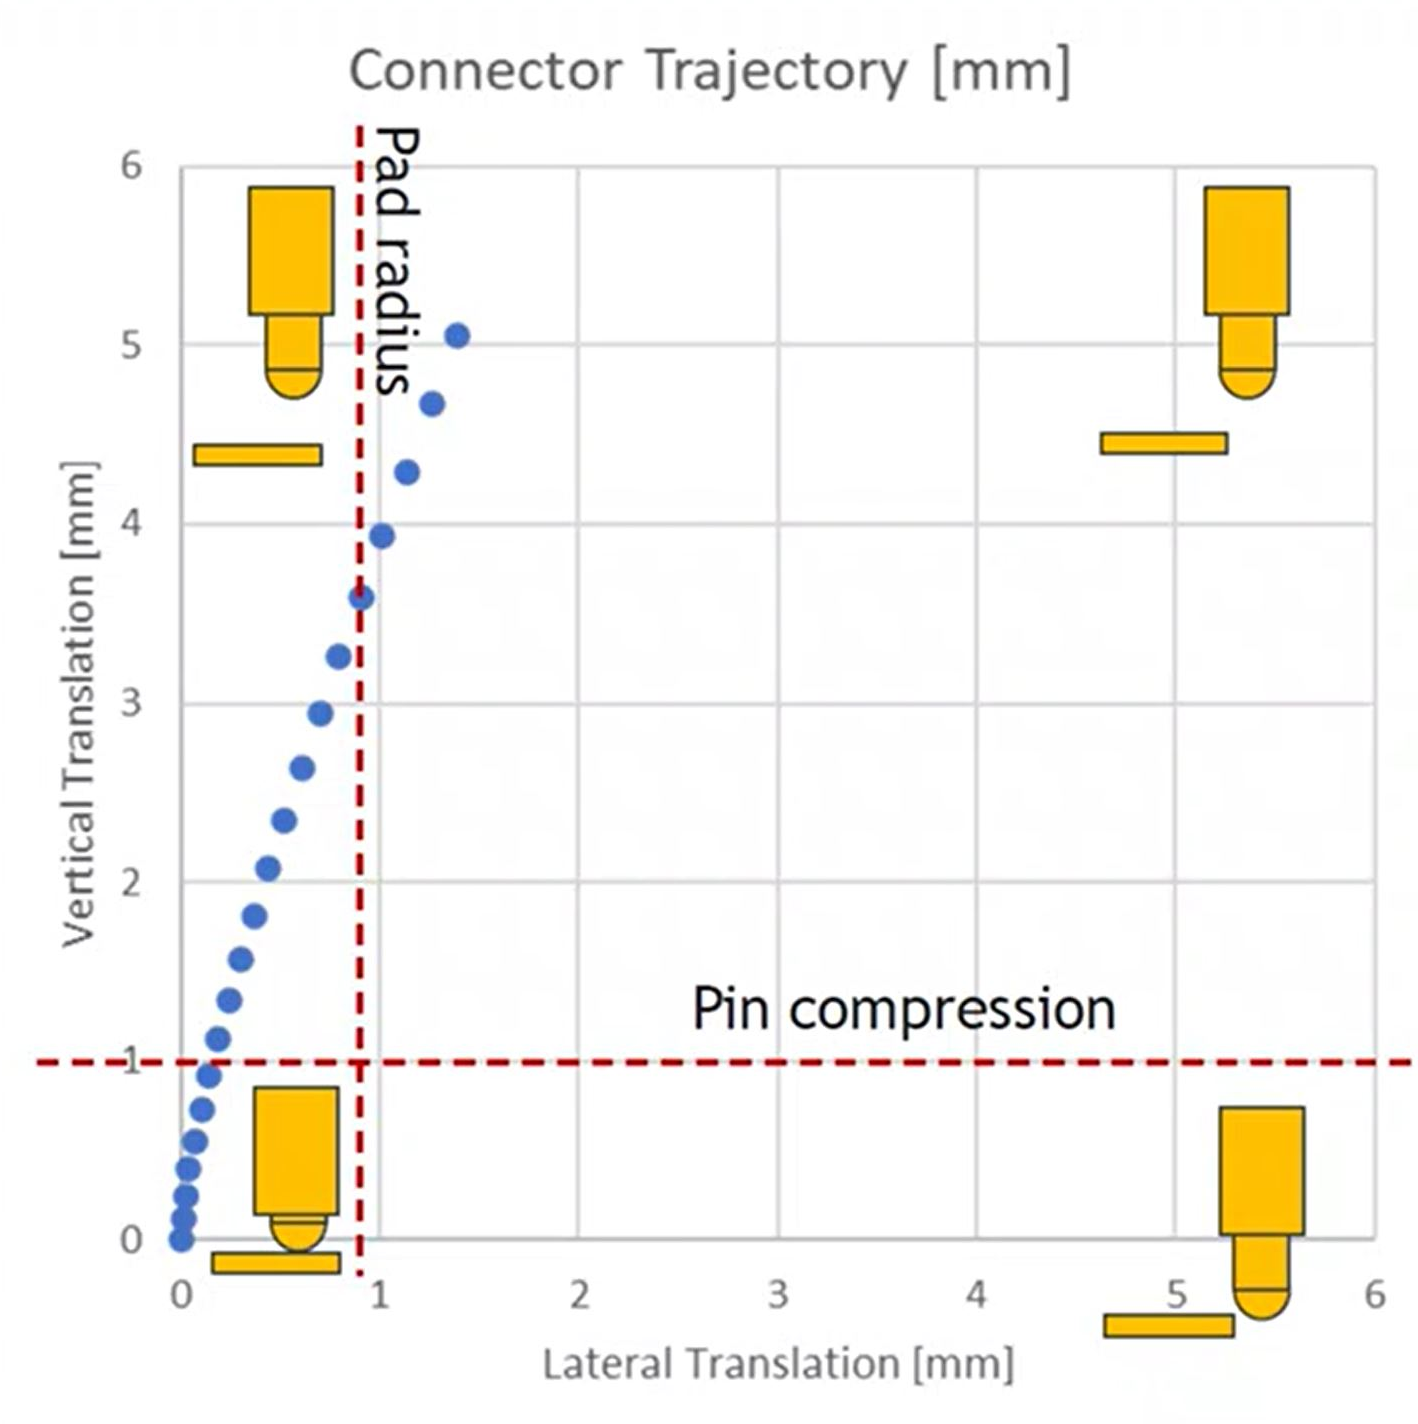 Connector Trajectory [mm]
Pad radius
6
5
4
3
2
1
0
Vertical Translation [mm]
Pin compression
0 1 2 3 4 5 6
Lateral Translation [mm]